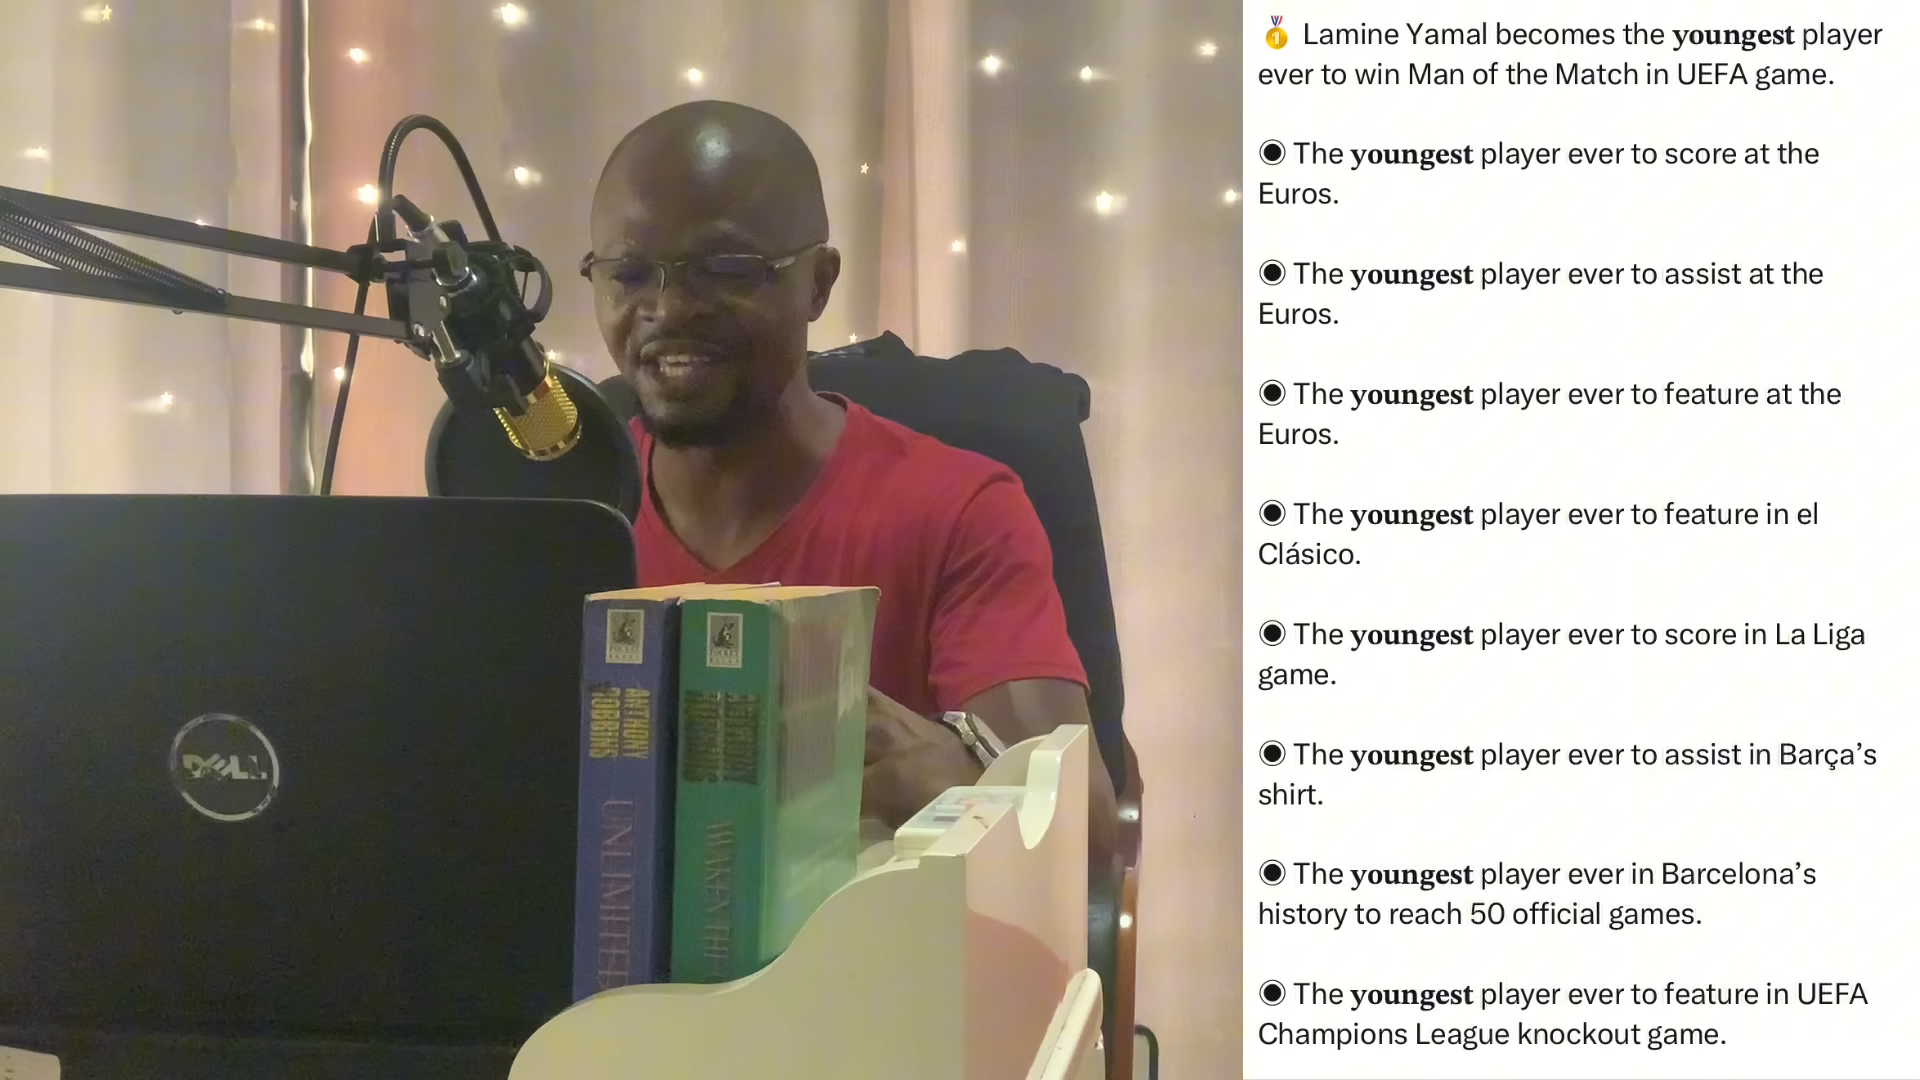 🥇 Lamine Yamal becomes the youngest player
ever to win Man of the Match in UEFA game.
◉ The youngest player ever to score at the
Euros.
◉ The youngest player ever to assist at the
Euros.
◉ The youngest player ever to feature at the
Euros.
◉ The youngest player ever to feature in el
Clásico.
◉ The youngest player ever to score in La Liga
game.
◉ The youngest player ever to assist in Barça’s
shirt.
◉ The youngest player ever in Barcelona’s
history to reach 50 official games.
◉ The youngest player ever to feature in UEFA
Champions League knockout game.
DELL
ANTHONY
ROBBINS
UNLIMITED